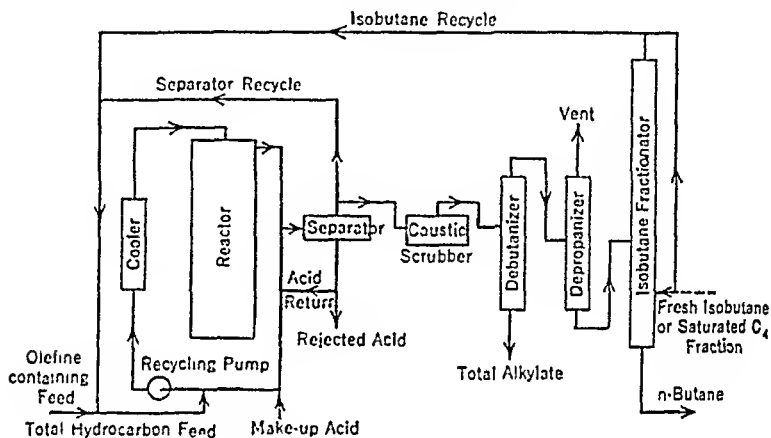 Isobutane Recycle
Separator Recycle
Vent
Cooler
Reactor
Separator
Caustic
Scrubber
Debutanizer
Depropanizer
Isobutane Fractionator
Acid
Return
Rejected Acid
Fresh Isobutane
or Saturated C₄
Fraction
Olefine
containing
Feed
Recycling Pump
Total Alkylate
n-Butane
Total Hydrocarbon Feed
Make-up Acid